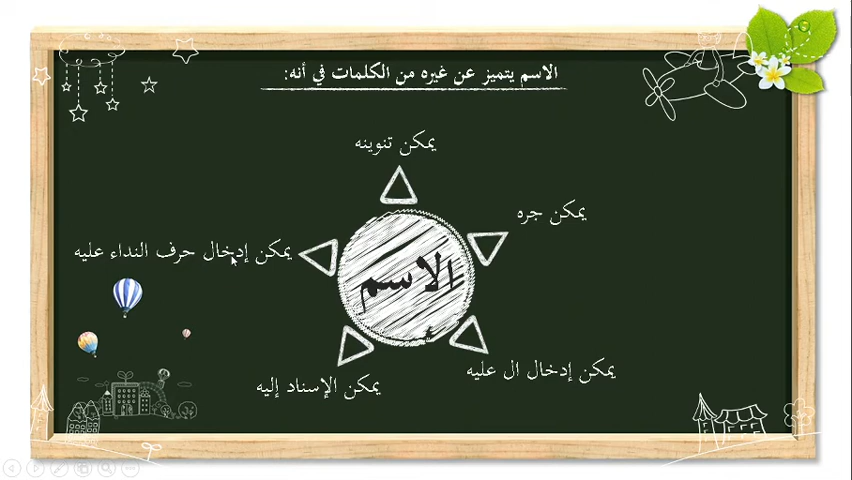 الاسم يتميز عن غيره من الكلمات في أنه:
يمكن تنوينه
يمكن جره
يمكن إدخال حرف النداء عليه
الاسم
يمكن إدخال ال عليه
يمكن الإسناد إليه